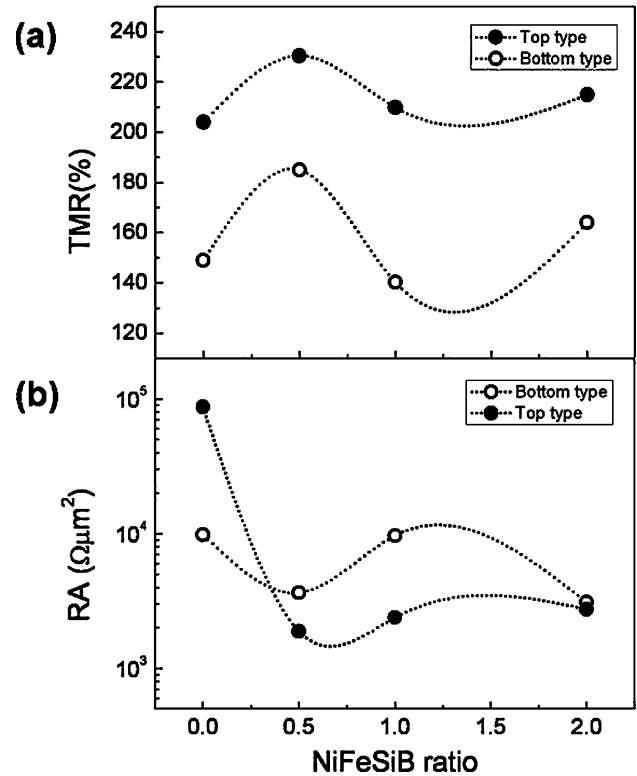 (a)
240
220
200
180
160
140
120
TMR(%)
Top type
Bottom type
(b)
10⁵
10⁴
10³
RA (Ωμm²)
Bottom type
Top type
0.0 0.5 1.0 1.5 2.0
NiFeSiB ratio